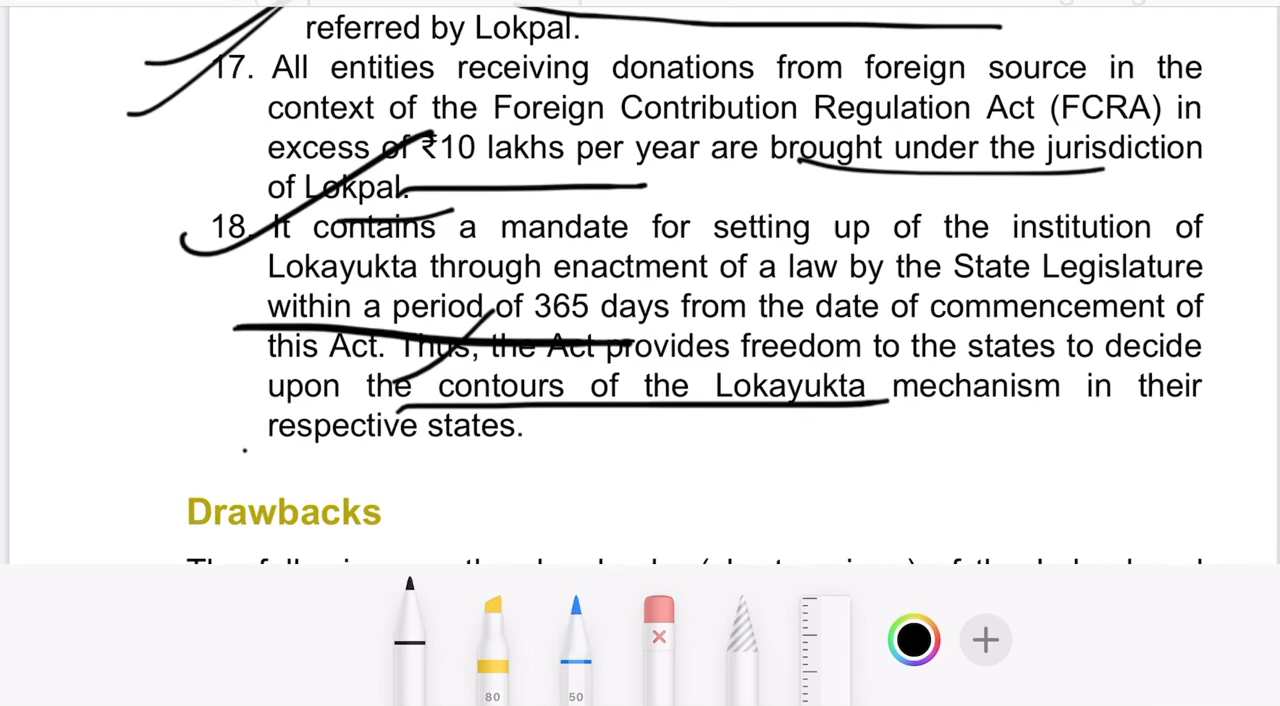 referred by Lokpal.
17. All entities receiving donations from foreign source in the
context of the Foreign Contribution Regulation Act (FCRA) in
excess of ₹10 lakhs per year are brought under the jurisdiction
of Lokpal.
18. It contains a mandate for setting up of the institution of
Lokayukta through enactment of a law by the State Legislature
within a period of 365 days from the date of commencement of
this Act. Thus, the Act provides freedom to the states to decide
upon the contours of the Lokayukta mechanism in their
respective states.
Drawbacks
80
50